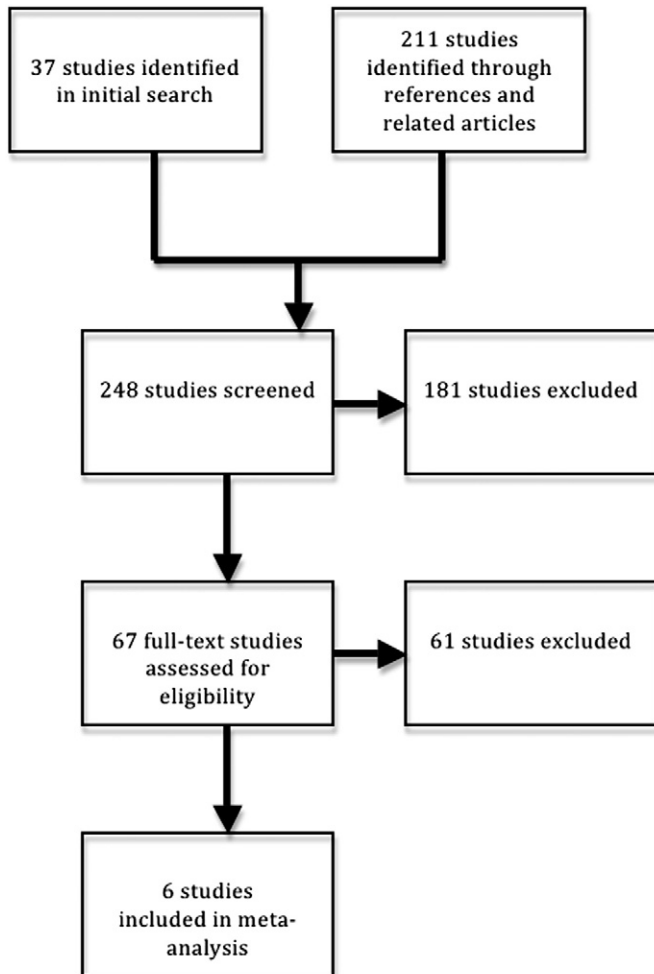 37 studies identified
in initial search
211 studies
identified through
references and
related articles
248 studies screened
181 studies excluded
67 full-text studies
assessed for
eligibility
61 studies excluded
6 studies
included in meta-
analysis